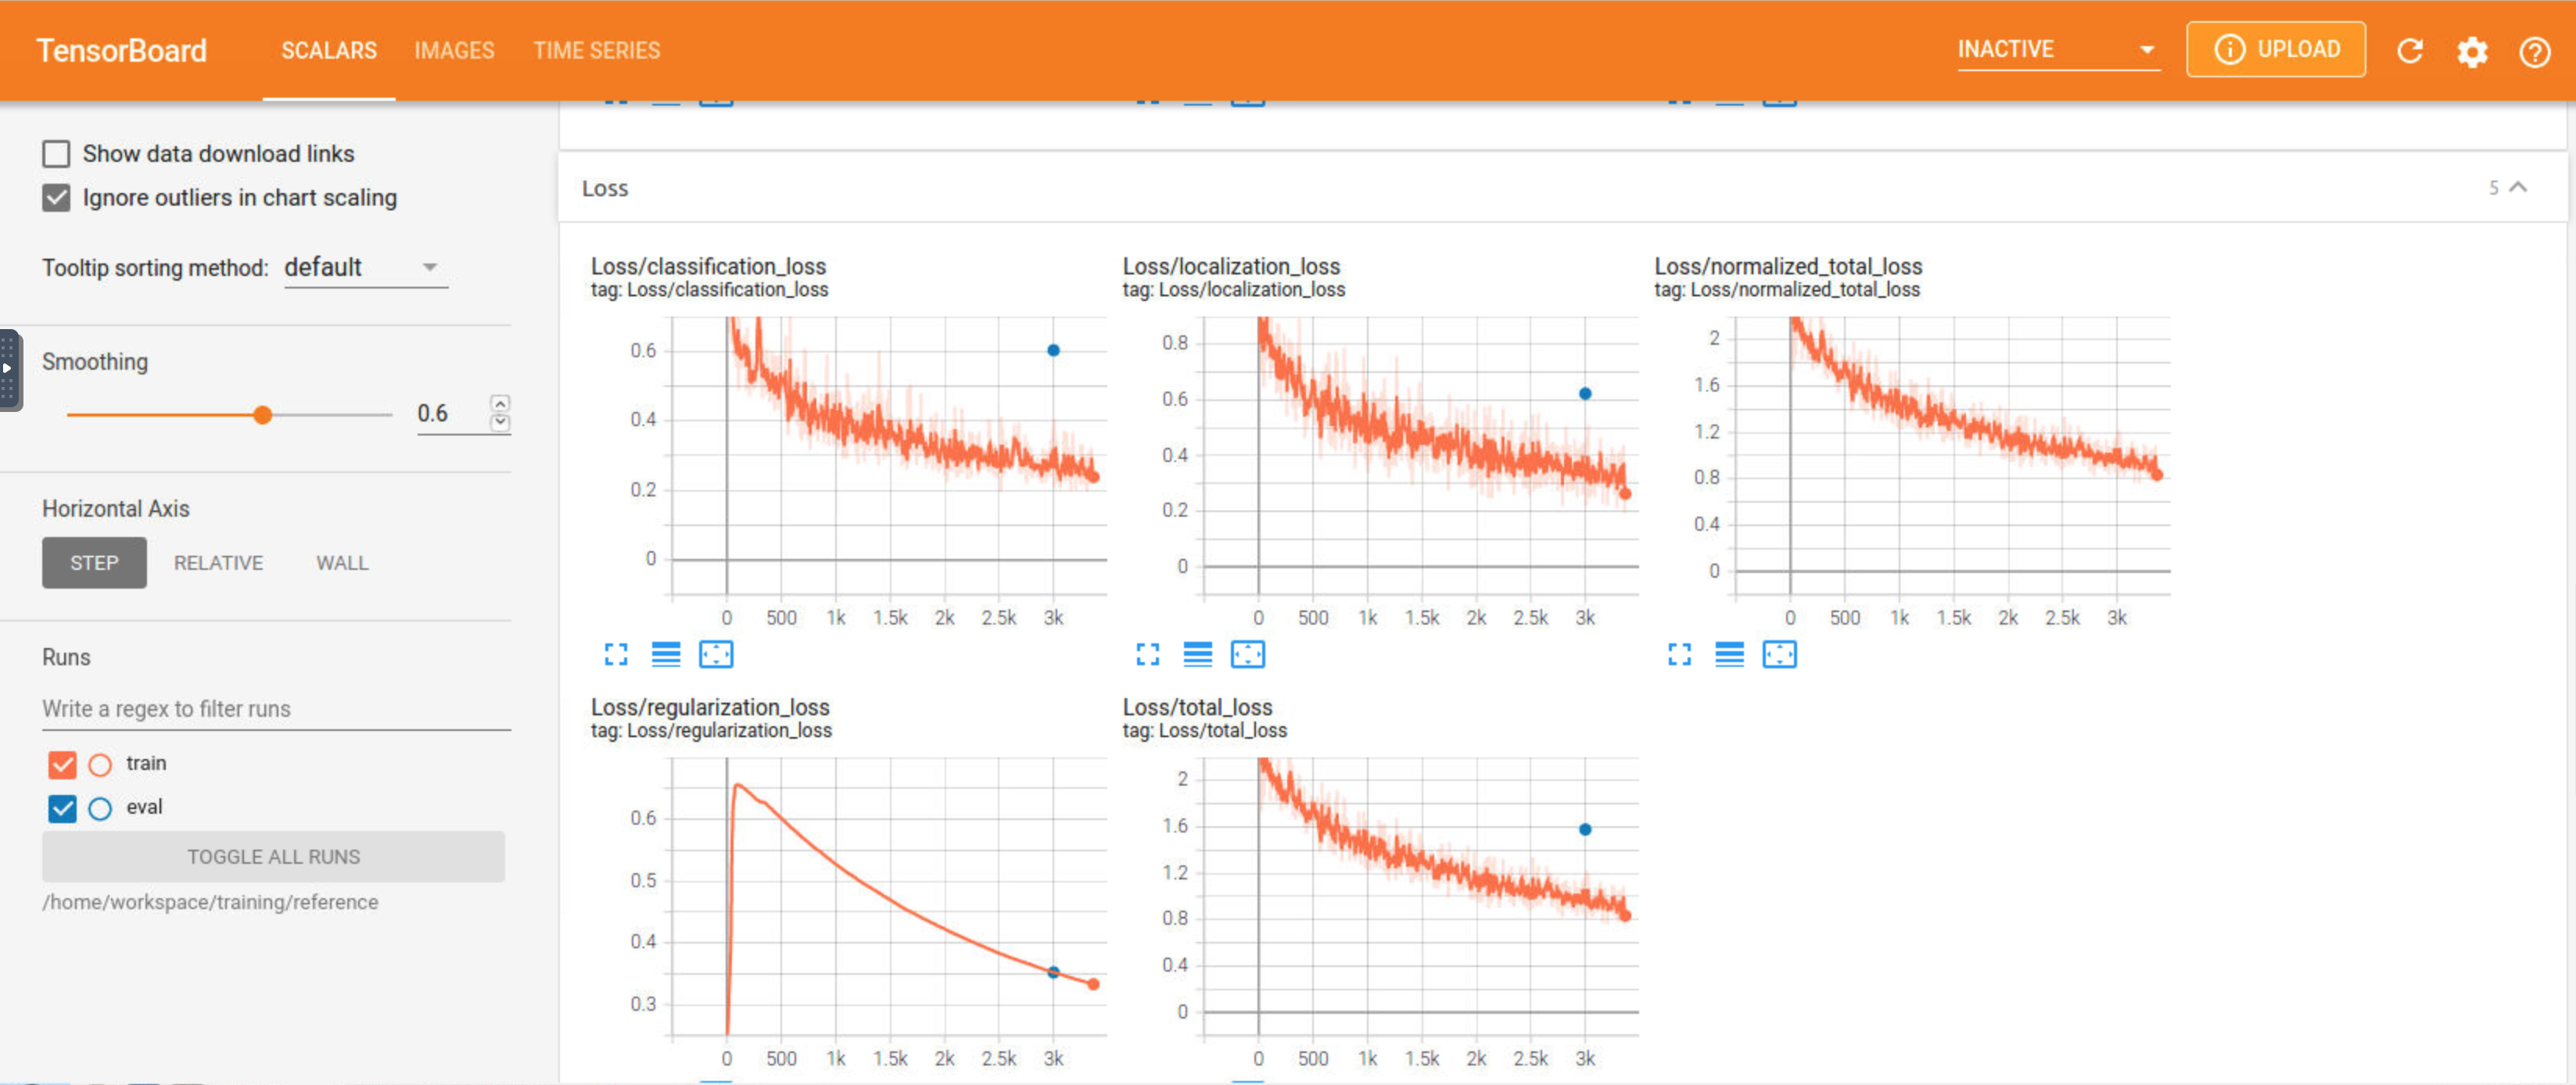 TensorBoard SCALARS IMAGES TIME SERIES INACTIVE UPLOAD
Show data download links
Ignore outliers in chart scaling
Tooltip sorting method: default
Smoothing
0.6
Horizontal Axis
STEP RELATIVE WALL
Runs
Write a regex to filter runs
train
eval
TOGGLE ALL RUNS
/home/workspace/training/reference
Loss 5
Loss/classification_loss
tag: Loss/classification_loss
0.6
0.4
0.2
0
0 500 1k 1.5k 2k 2.5k 3k
Loss/localization_loss
tag: Loss/localization_loss
0.8
0.6
0.4
0.2
0
0 500 1k 1.5k 2k 2.5k 3k
Loss/normalized_total_loss
tag: Loss/normalized_total_loss
2
1.6
1.2
0.8
0.4
0
0 500 1k 1.5k 2k 2.5k 3k
Loss/regularization_loss
tag: Loss/regularization_loss
0.6
0.5
0.4
0.3
0 500 1k 1.5k 2k 2.5k 3k
Loss/total_loss
tag: Loss/total_loss
2
1.6
1.2
0.8
0.4
0
0 500 1k 1.5k 2k 2.5k 3k